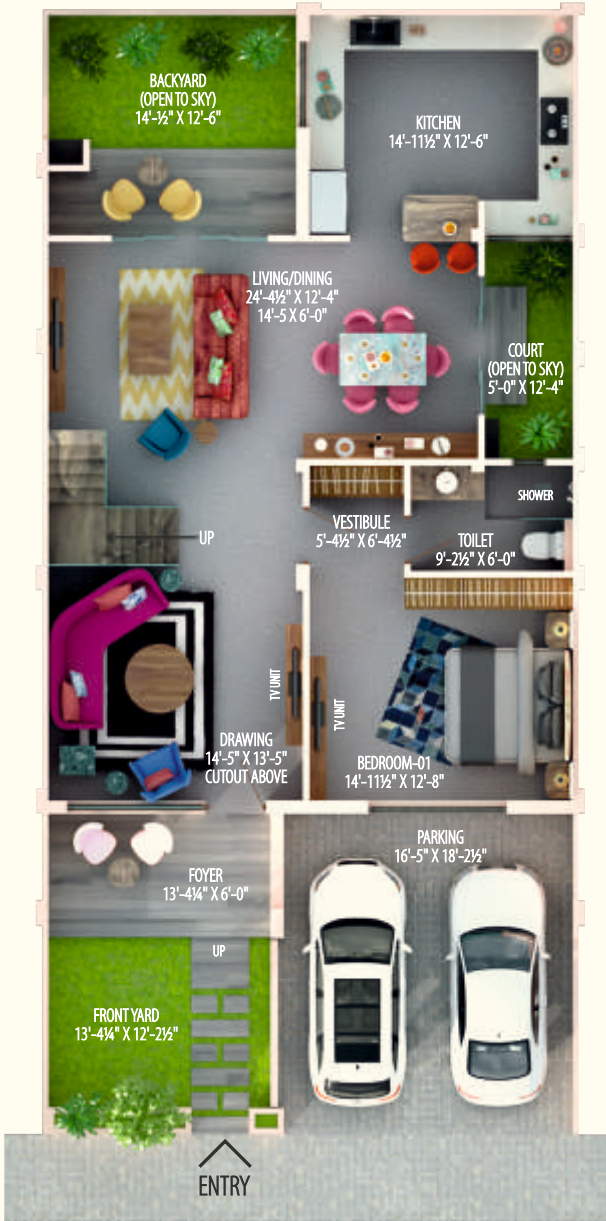 BACKYARD
(OPEN TO SKY)
14'-½" X 12'-6"
KITCHEN
14'-11½" X 12'-6"
LIVING/DINING
24'-4½" X 12'-4"
14'-5 X 6'-0"
COURT
(OPEN TO SKY)
5'-0" X 12'-4"
SHOWER
VESTIBULE
5'-4½" X 6'-4½"
TOILET
9'-2½" X 6'-0"
UP
TV UNIT
TV UNIT
DRAWING
14'-5" X 13'-5"
CUTOUT ABOVE
BEDROOM-01
14'-11½" X 12'-8"
PARKING
16'-5" X 18'-2½"
FOYER
13'-4¼" X 6'-0"
UP
FRONT YARD
13'-4¼" X 12'-2½"
ENTRY